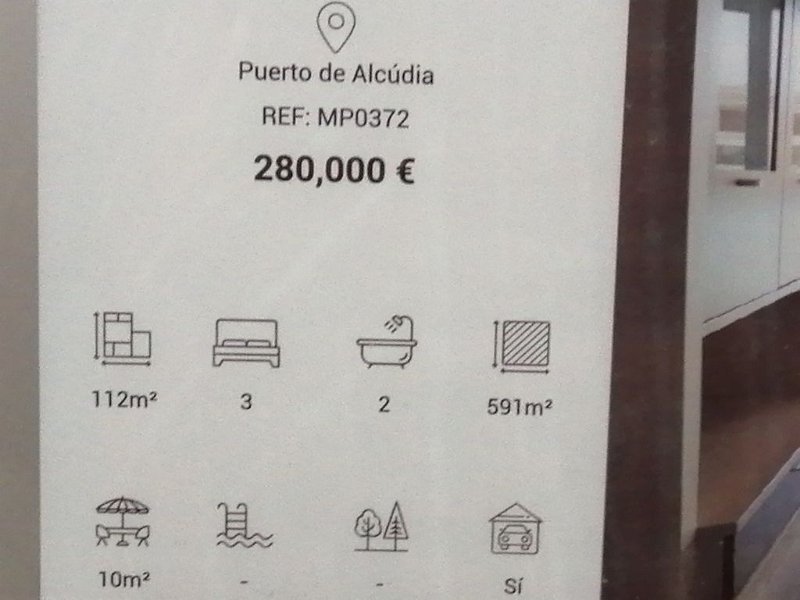 Puerto de Alcúdia
REF: MP0372
280,000 €
112m² 3 2 591m²
10m² - - Sí